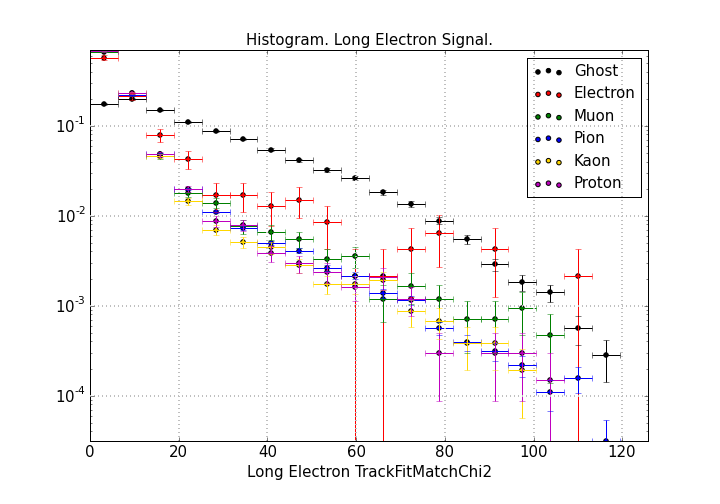 Histogram. Long Electron Signal.
Ghost
Electron
Muon
Pion
Kaon
Proton
10^-1
10^-2
10^-3
10^-4
0 20 40 60 80 100 120
Long Electron TrackFitMatchChi2